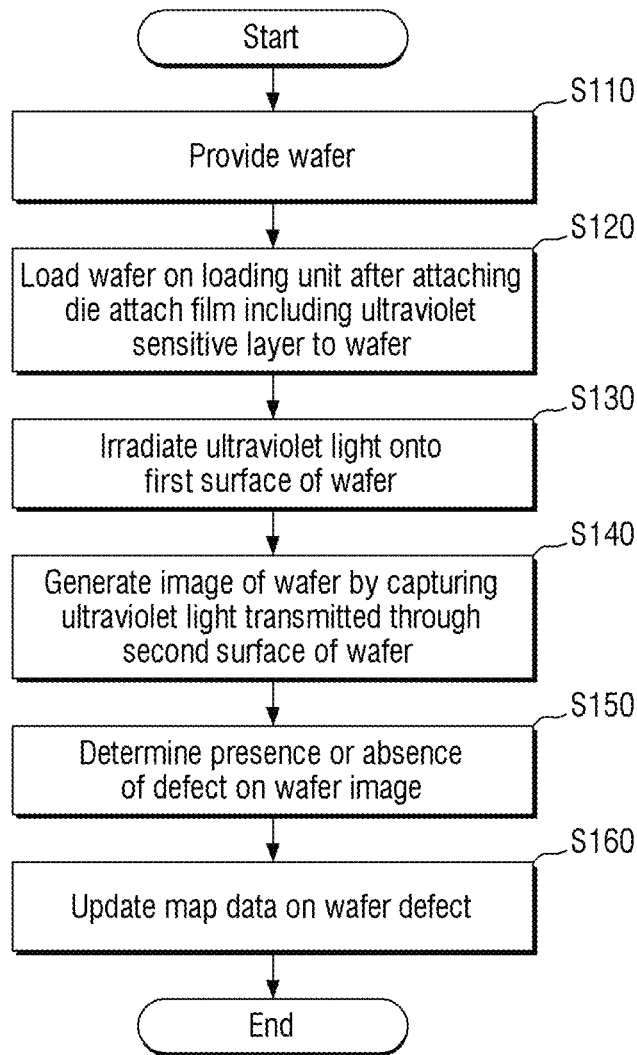 Start
S110
Provide wafer
S120
Load wafer on loading unit after attaching
die attach film including ultraviolet
sensitive layer to wafer
S130
Irradiate ultraviolet light onto
first surface of wafer
S140
Generate image of wafer by capturing
ultraviolet light transmitted through
second surface of wafer
S150
Determine presence or absence
of defect on wafer image
S160
Update map data on wafer defect
End